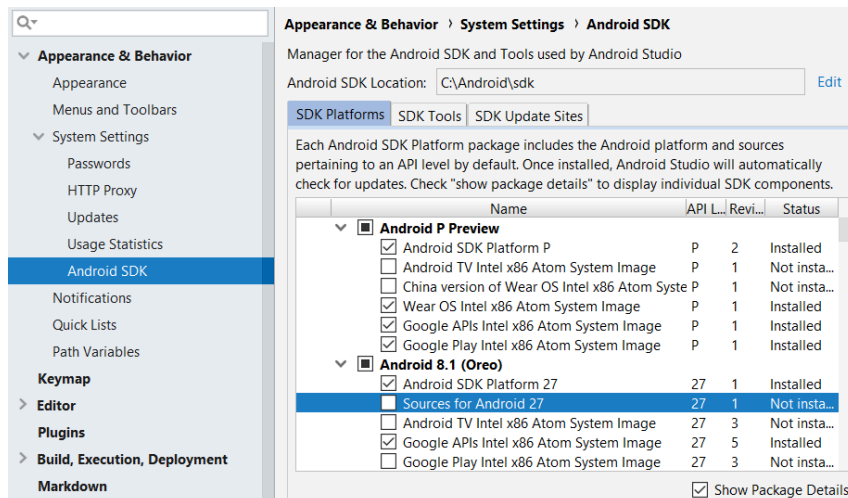 Appearance & Behavior
Appearance
Menus and Toolbars
System Settings
Passwords
HTTP Proxy
Updates
Usage Statistics
Android SDK
Notifications
Quick Lists
Path Variables
Keymap
Editor
Plugins
Build, Execution, Deployment
Markdown
Appearance & Behavior › System Settings › Android SDK
Manager for the Android SDK and Tools used by Android Studio
Android SDK Location: C:\Android\sdk Edit
SDK Platforms SDK Tools SDK Update Sites
Each Android SDK Platform package includes the Android platform and sources
pertaining to an API level by default. Once installed, Android Studio will automatically
check for updates. Check "show package details" to display individual SDK components.
Name API L... Revi... Status
Android P Preview
Android SDK Platform P P 2 Installed
Android TV Intel x86 Atom System Image P 1 Not insta...
China version of Wear OS Intel x86 Atom Syste P 1 Not insta...
Wear OS Intel x86 Atom System Image P 1 Installed
Google APIs Intel x86 Atom System Image P 1 Installed
Google Play Intel x86 Atom System Image P 1 Installed
Android 8.1 (Oreo)
Android SDK Platform 27 27 1 Installed
Sources for Android 27 27 1 Not insta...
Android TV Intel x86 Atom System Image 27 3 Not insta...
Google APIs Intel x86 Atom System Image 27 5 Installed
Google Play Intel x86 Atom System Image 27 3 Not insta...
Show Package Details